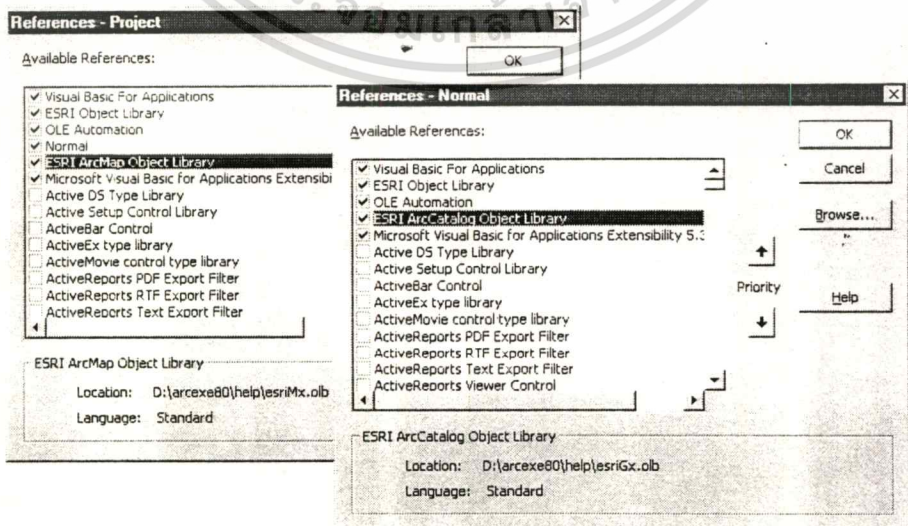 References - Project
Available References:
OK
Visual Basic For Applications
ESRI Object Library
OLE Automation
Normal
ESRI ArcMap Object Library
Microsoft Visual Basic for Applications Extensibi
Active DS Type Library
Active Setup Control Library
ActiveBar Control
ActiveEx type library
ActiveMovie control type library
ActiveReports PDF Export Filter
ActiveReports RTF Export Filter
ActiveReports Text Export Filter
ESRI ArcMap Object Library
Location: D:\arcexe80\help\esriMx.olb
Language: Standard
References - Normal
Available References:
OK
Cancel
Browse...
Priority
Help
Visual Basic For Applications
ESRI Object Library
OLE Automation
ESRI ArcCatalog Object Library
Microsoft Visual Basic for Applications Extensibility 5.3
Active DS Type Library
Active Setup Control Library
ActiveBar Control
ActiveEx type library
ActiveMovie control type library
ActiveReports PDF Export Filter
ActiveReports RTF Export Filter
ActiveReports Text Export Filter
ActiveReports Viewer Control
ESRI ArcCatalog Object Library
Location: D:\arcexe80\help\esriGx.olb
Language: Standard